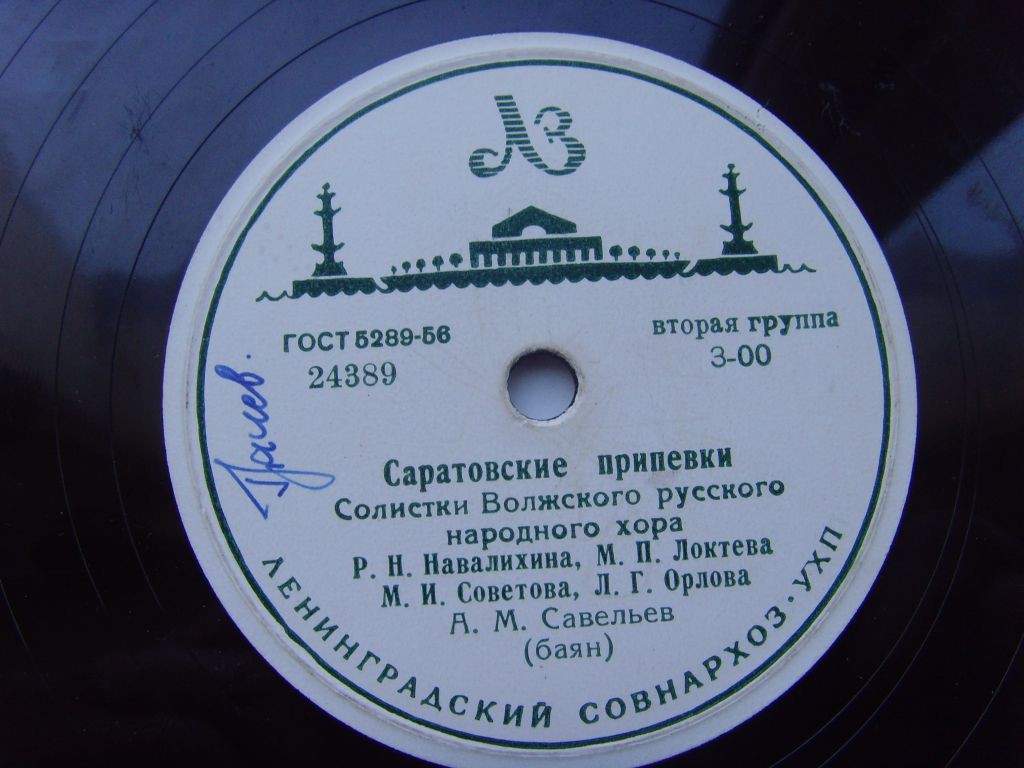 ЛЗ
ГОСТ 5289-56
24389
вторая группа
3-00
Саратовские припевки
Солистки Волжского русского
народного хора
Р. Н. Навалихина, М. П. Локтева
М. И. Советова, Л. Г. Орлова
А. М. Савельев
(баян)
ЛЕНИНГРАДСКИЙ СОВНАРХОЗ · УХП